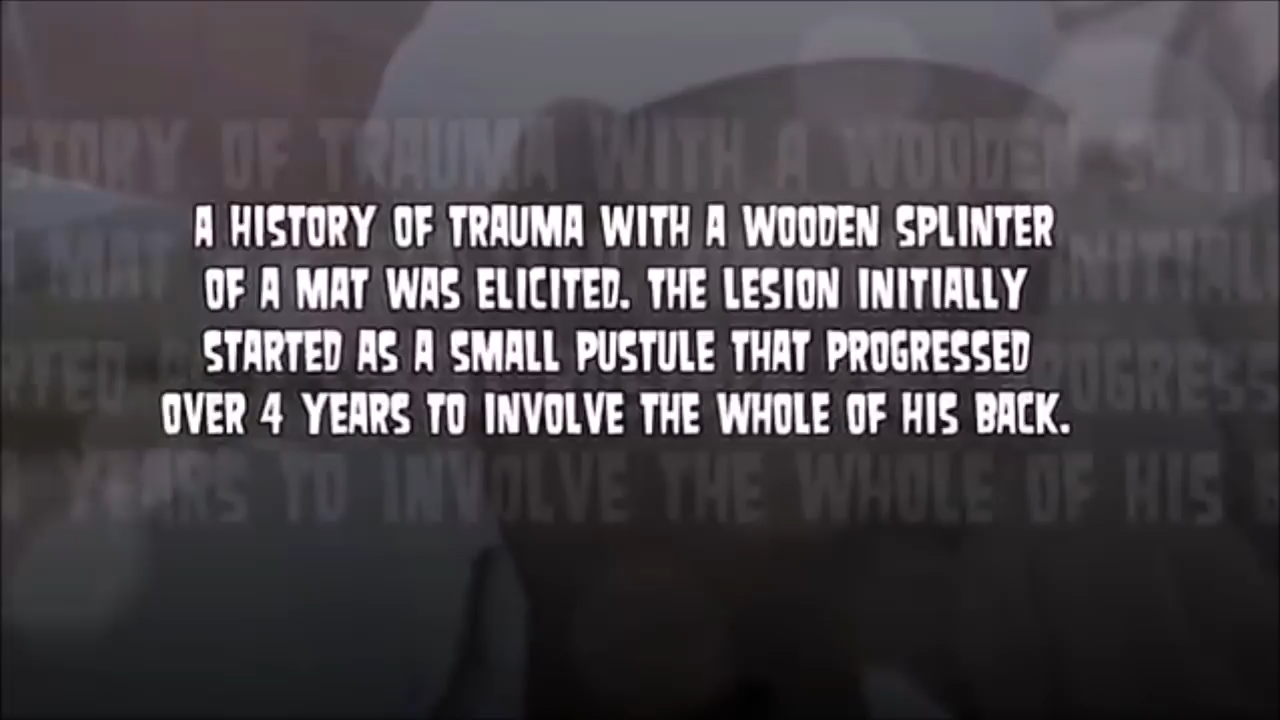 A HISTORY OF TRAUMA WITH A WOODEN SPLINTER
OF A MAT WAS ELICITED. THE LESION INITIALLY
STARTED AS A SMALL PUSTULE THAT PROGRESSED
OVER 4 YEARS TO INVOLVE THE WHOLE OF HIS BACK.